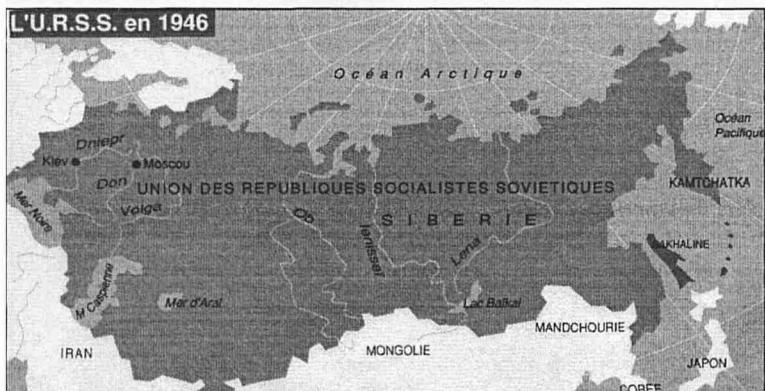 L'U.R.S.S. en 1946
Océan Arctique
Océan
Pacifique
Dniepr
Kiev
Moscou
KAMTCHATKA
Don
UNION DES REPUBLIQUES SOCIALISTES SOVIETIQUES
Mer Noire
Volga
Ob
Ienisseï
SIBERIE
Lena
SAKHALINE
M Caspienne
Mer d'Aral
Lac Baïkal
MANDCHOURIE
IRAN
MONGOLIE
JAPON
COREE